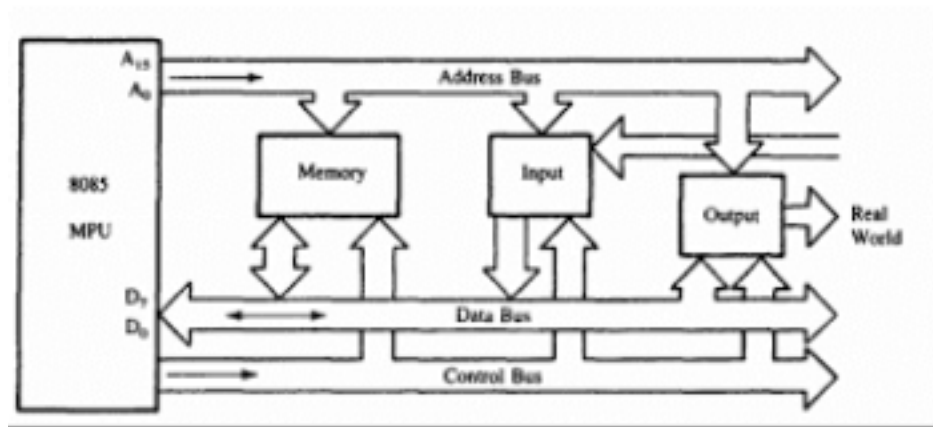 A15
Address Bus
A0
Memory
Input
8085
MPU
Output
Real
World
D7
Data Bus
D0
Control Bus